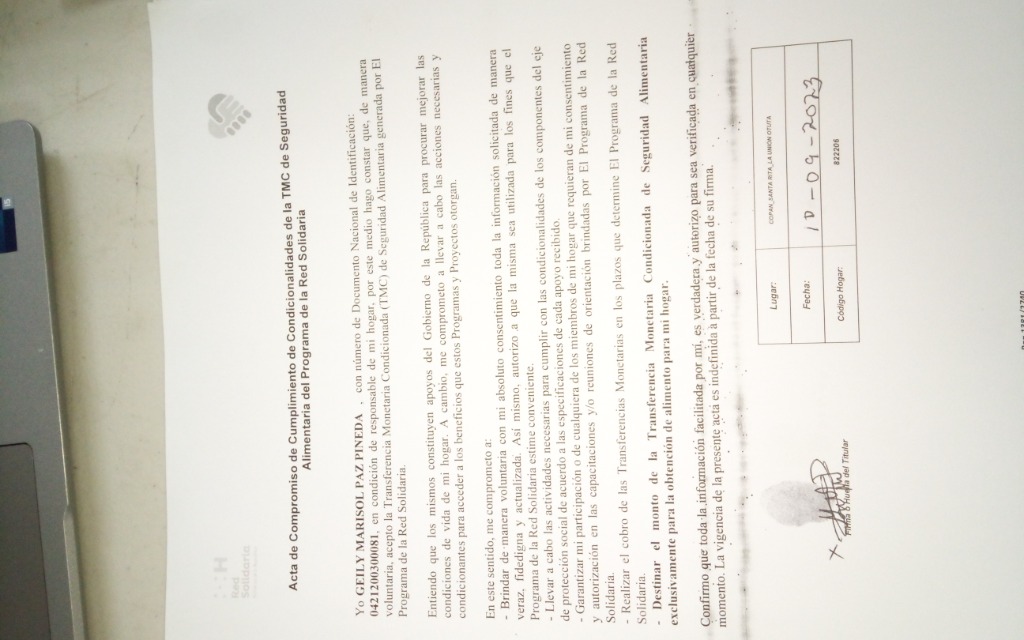 Red
Solidaria
Acta de Compromiso de Cumplimiento de Condicionalidades de la TMC de Seguridad
Alimentaria del Programa de la Red Solidaria
Yo GEILY MARISOL PAZ PINEDA , con número de Documento Nacional de Identificación:
0421200300081, en condición de responsable de mi hogar, por este medio hago constar que, de manera
voluntaria, acepto la Transferencia Monetaria Condicionada (TMC) de Seguridad Alimentaria generada por El
Programa de la Red Solidaria.
Entiendo que los mismos constituyen apoyos del Gobierno de la República para procurar mejorar las
condiciones de vida de mi hogar. A cambio, me comprometo a llevar a cabo las acciones necesarias y
condicionantes para acceder a los beneficios que estos Programas y Proyectos otorgan.
En este sentido, me comprometo a:
- Brindar de manera voluntaria con mi absoluto consentimiento toda la información solicitada de manera
veraz, fidedigna y actualizada. Así mismo, autorizo a que la misma sea utilizada para los fines que el
Programa de la Red Solidaria estime conveniente.
- Llevar a cabo las actividades necesarias para cumplir con las condicionalidades de los componentes del eje
de protección social de acuerdo a las especificaciones de cada apoyo recibido.
- Garantizar mi participación o de cualquiera de los miembros de mi hogar que requieran de mi consentimiento
y autorización en las capacitaciones y/o reuniones de orientación brindadas por El Programa de la Red
Solidaria.
- Realizar el cobro de las Transferencias Monetarias en los plazos que determine El Programa de la Red
Solidaria.
- Destinar el monto de la Transferencia Monetaria Condicionada de Seguridad Alimentaria
exclusivamente para la obtención de alimento para mi hogar.
Confirmo que toda la información facilitada por mi, es verdadera y autorizo para sea verificada en cualquier
momento. La vigencia de la presente acta es indefinida a partir de la fecha de su firma.
Lugar: COPAN_SANTA RITA_LA UNION OTUTA
Fecha: 10-09-2023
Código Hogar: 822206
X
Firma o Huella del Titular